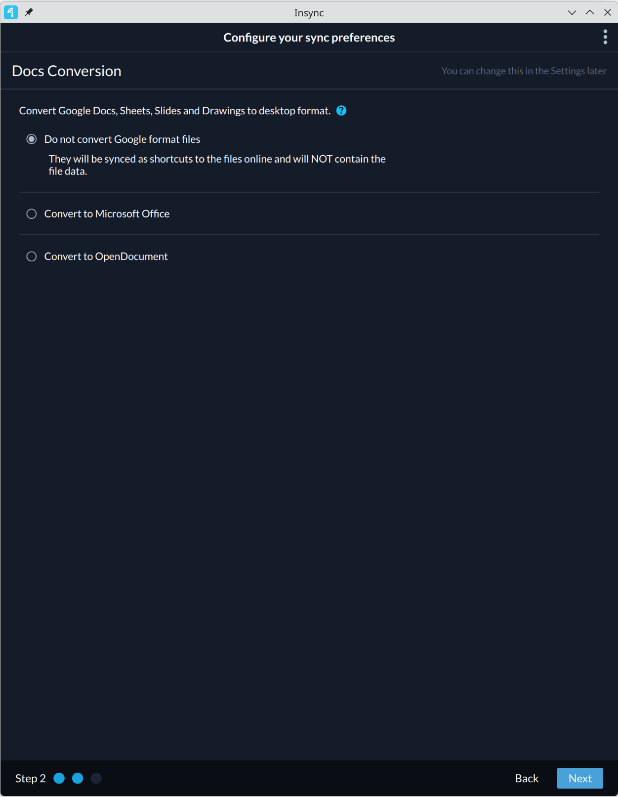 Insync
Configure your sync preferences
Docs Conversion
You can change this in the Settings later
Convert Google Docs, Sheets, Slides and Drawings to desktop format. ?
Do not convert Google format files
They will be synced as shortcuts to the files online and will NOT contain the
file data.
Convert to Microsoft Office
Convert to OpenDocument
Step 2
Back
Next